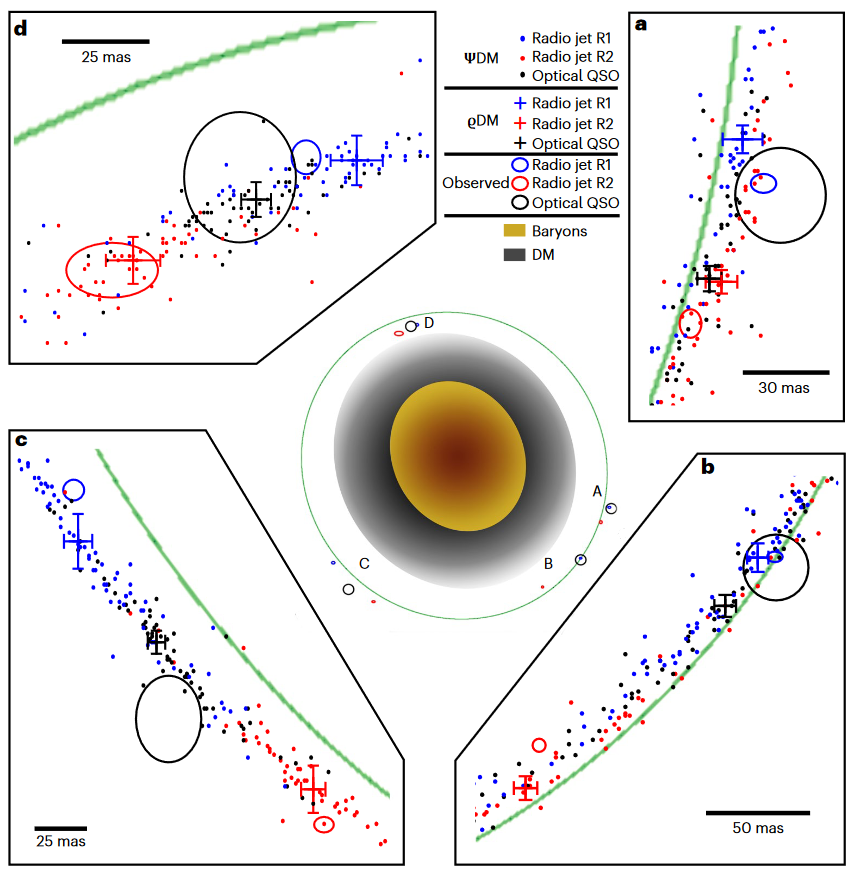 d
25 mas
ΨDM
Radio jet R1
Radio jet R2
Optical QSO
ϱDM
Radio jet R1
Radio jet R2
Optical QSO
Observed
Radio jet R1
Radio jet R2
Optical QSO
Baryons
DM
a
30 mas
D
A
B
C
c
25 mas
b
50 mas